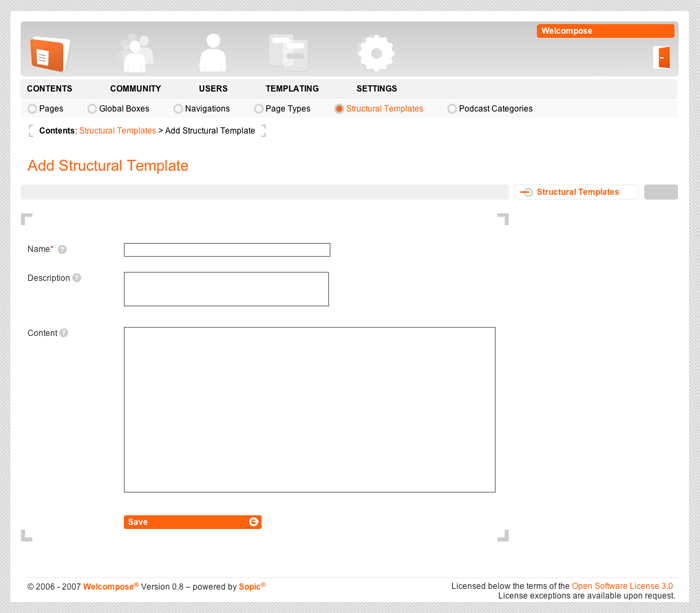 Welcompose
CONTENTS COMMUNITY USERS TEMPLATING SETTINGS
Pages Global Boxes Navigations Page Types Structural Templates Podcast Categories
Contents: Structural Templates > Add Structural Template
Add Structural Template
Structural Templates
Name* ?
Description ?
Content ?
Save
© 2006 - 2007 Welcompose® Version 0.8 – powered by Sopic®
Licensed below the terms of the Open Software License 3.0
License exceptions are available upon request.